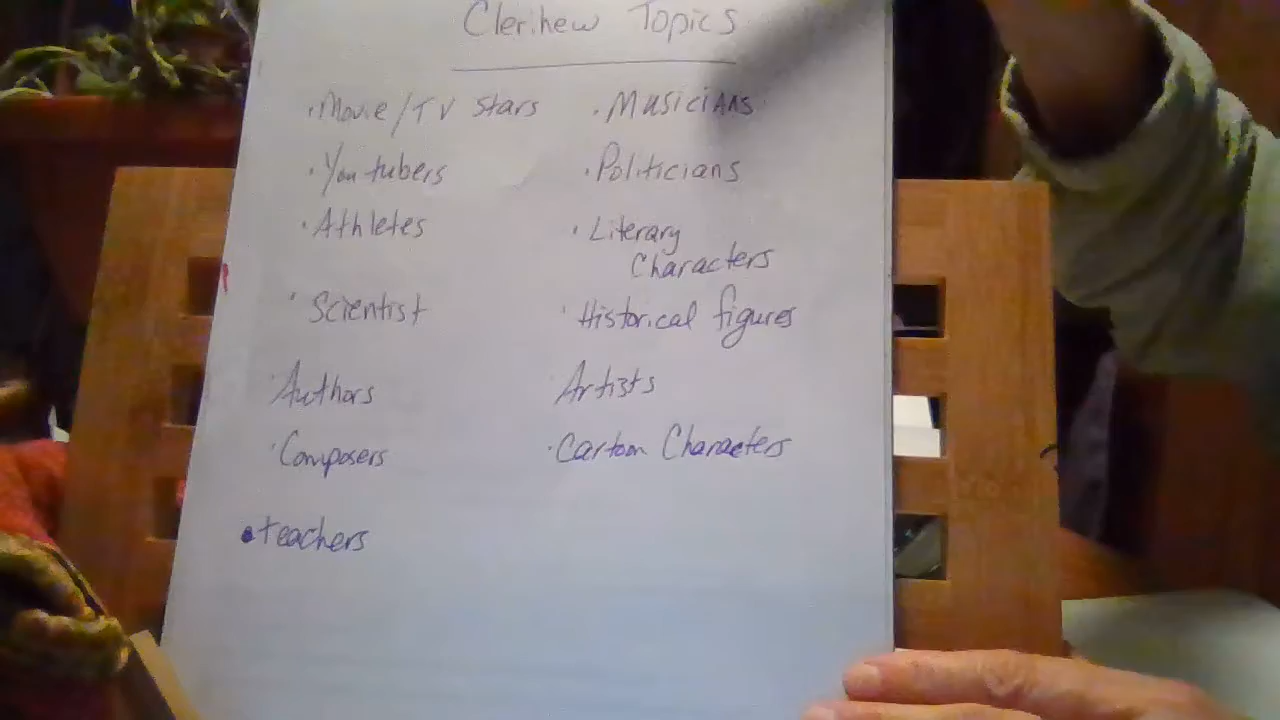 Clerihew Topics
• Movie/TV Stars
• Youtubers
• Athletes
• Scientist
• Authors
• Composers
• teachers
• Musicians
• Politicians
• Literary
Characters
• Historical figures
Artists
• Cartoon Characters